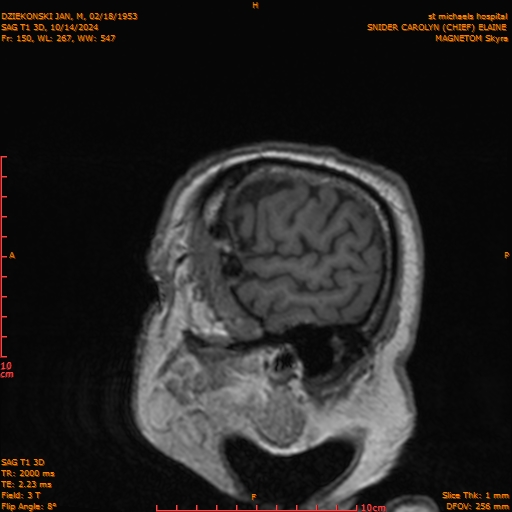 H
DZIEKONSKI JAN, M, 02/18/1953
SAG T1 3D, 10/14/2024
Fr: 150, WL: 267, WW: 547
st michaels hospital
SNIDER CAROLYN (CHIEF) ELAINE
MAGNETOM Skyra
A
P
10
cm
SAG T1 3D
TR: 2000 ms
TE: 2.23 ms
Field: 3 T
Flip Angle: 8°
F
10cm
Slice Thk: 1 mm
DFOV: 256 mm